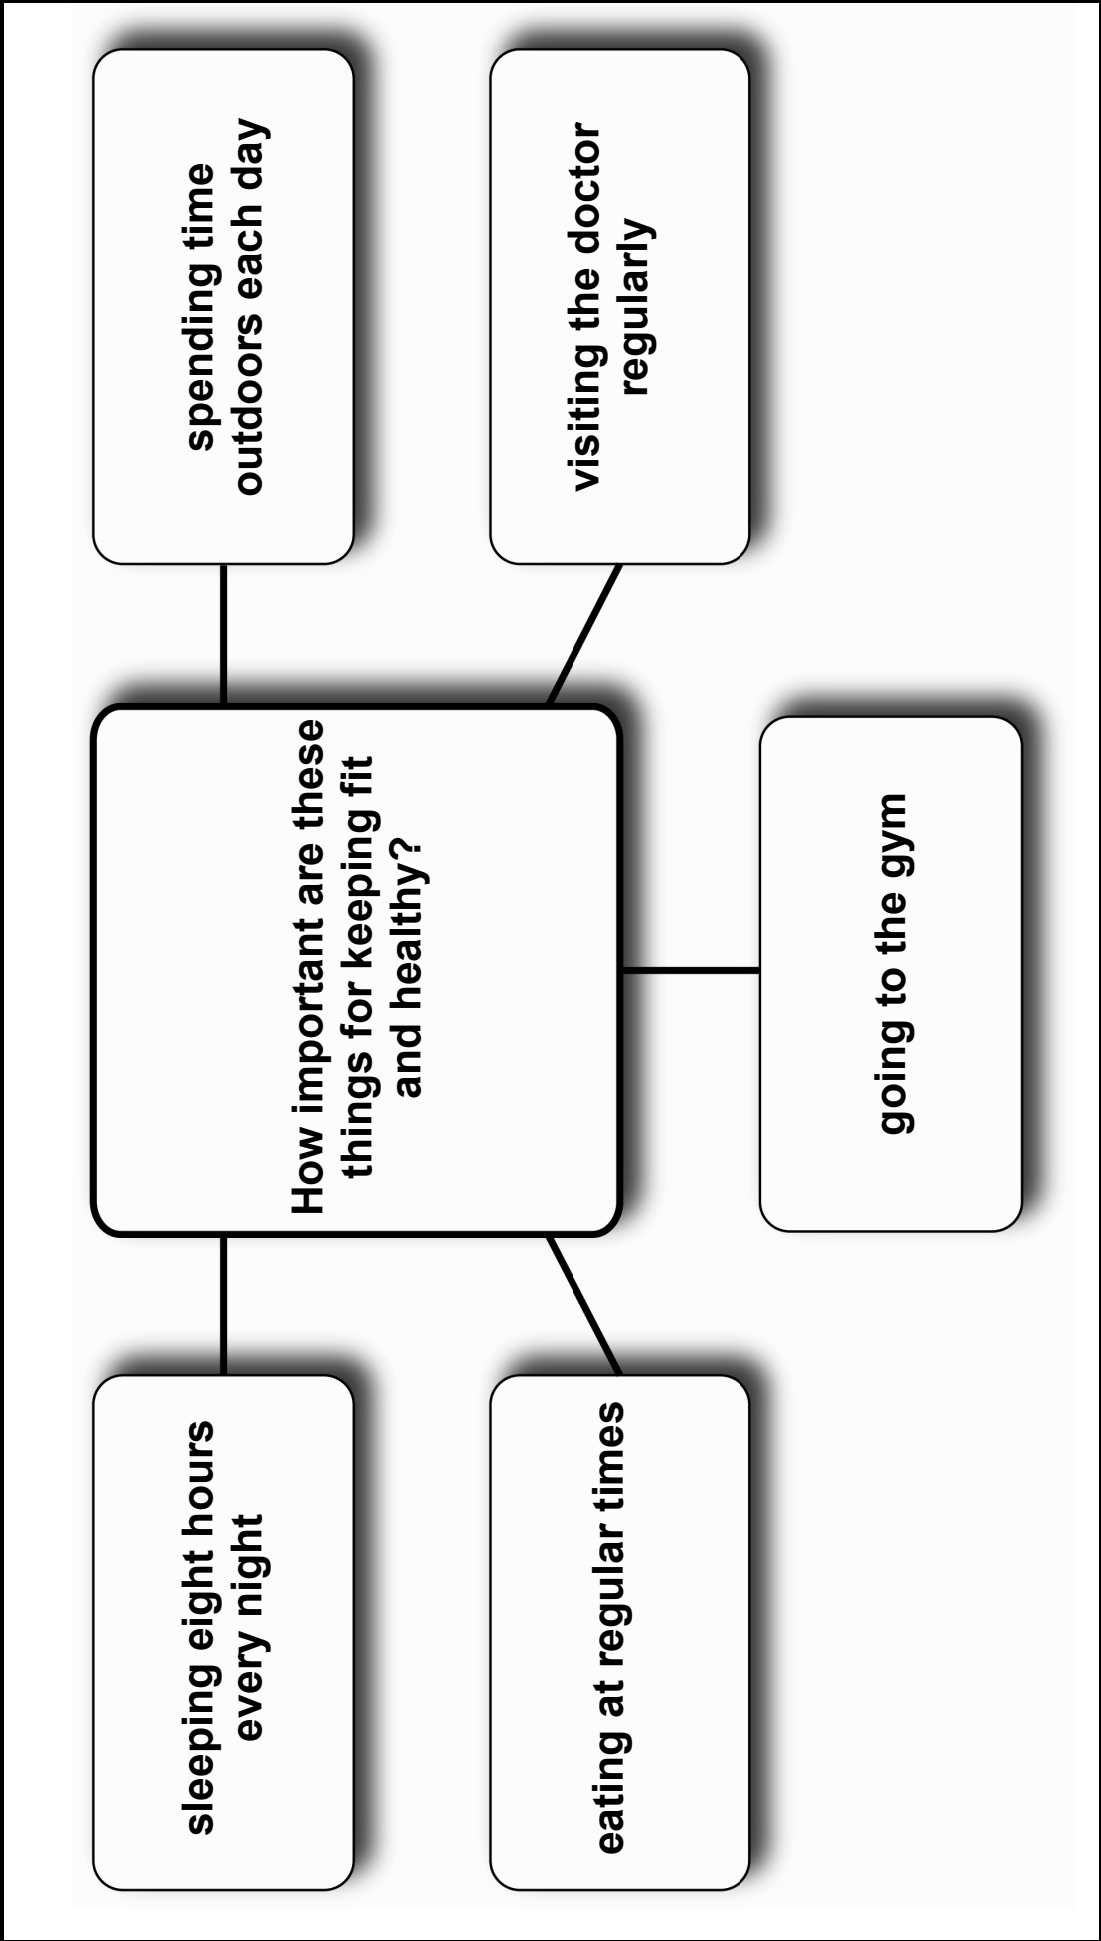 How important are these
things for keeping fit
and healthy?
sleeping eight hours
every night
spending time
outdoors each day
eating at regular times
visiting the doctor
regularly
going to the gym